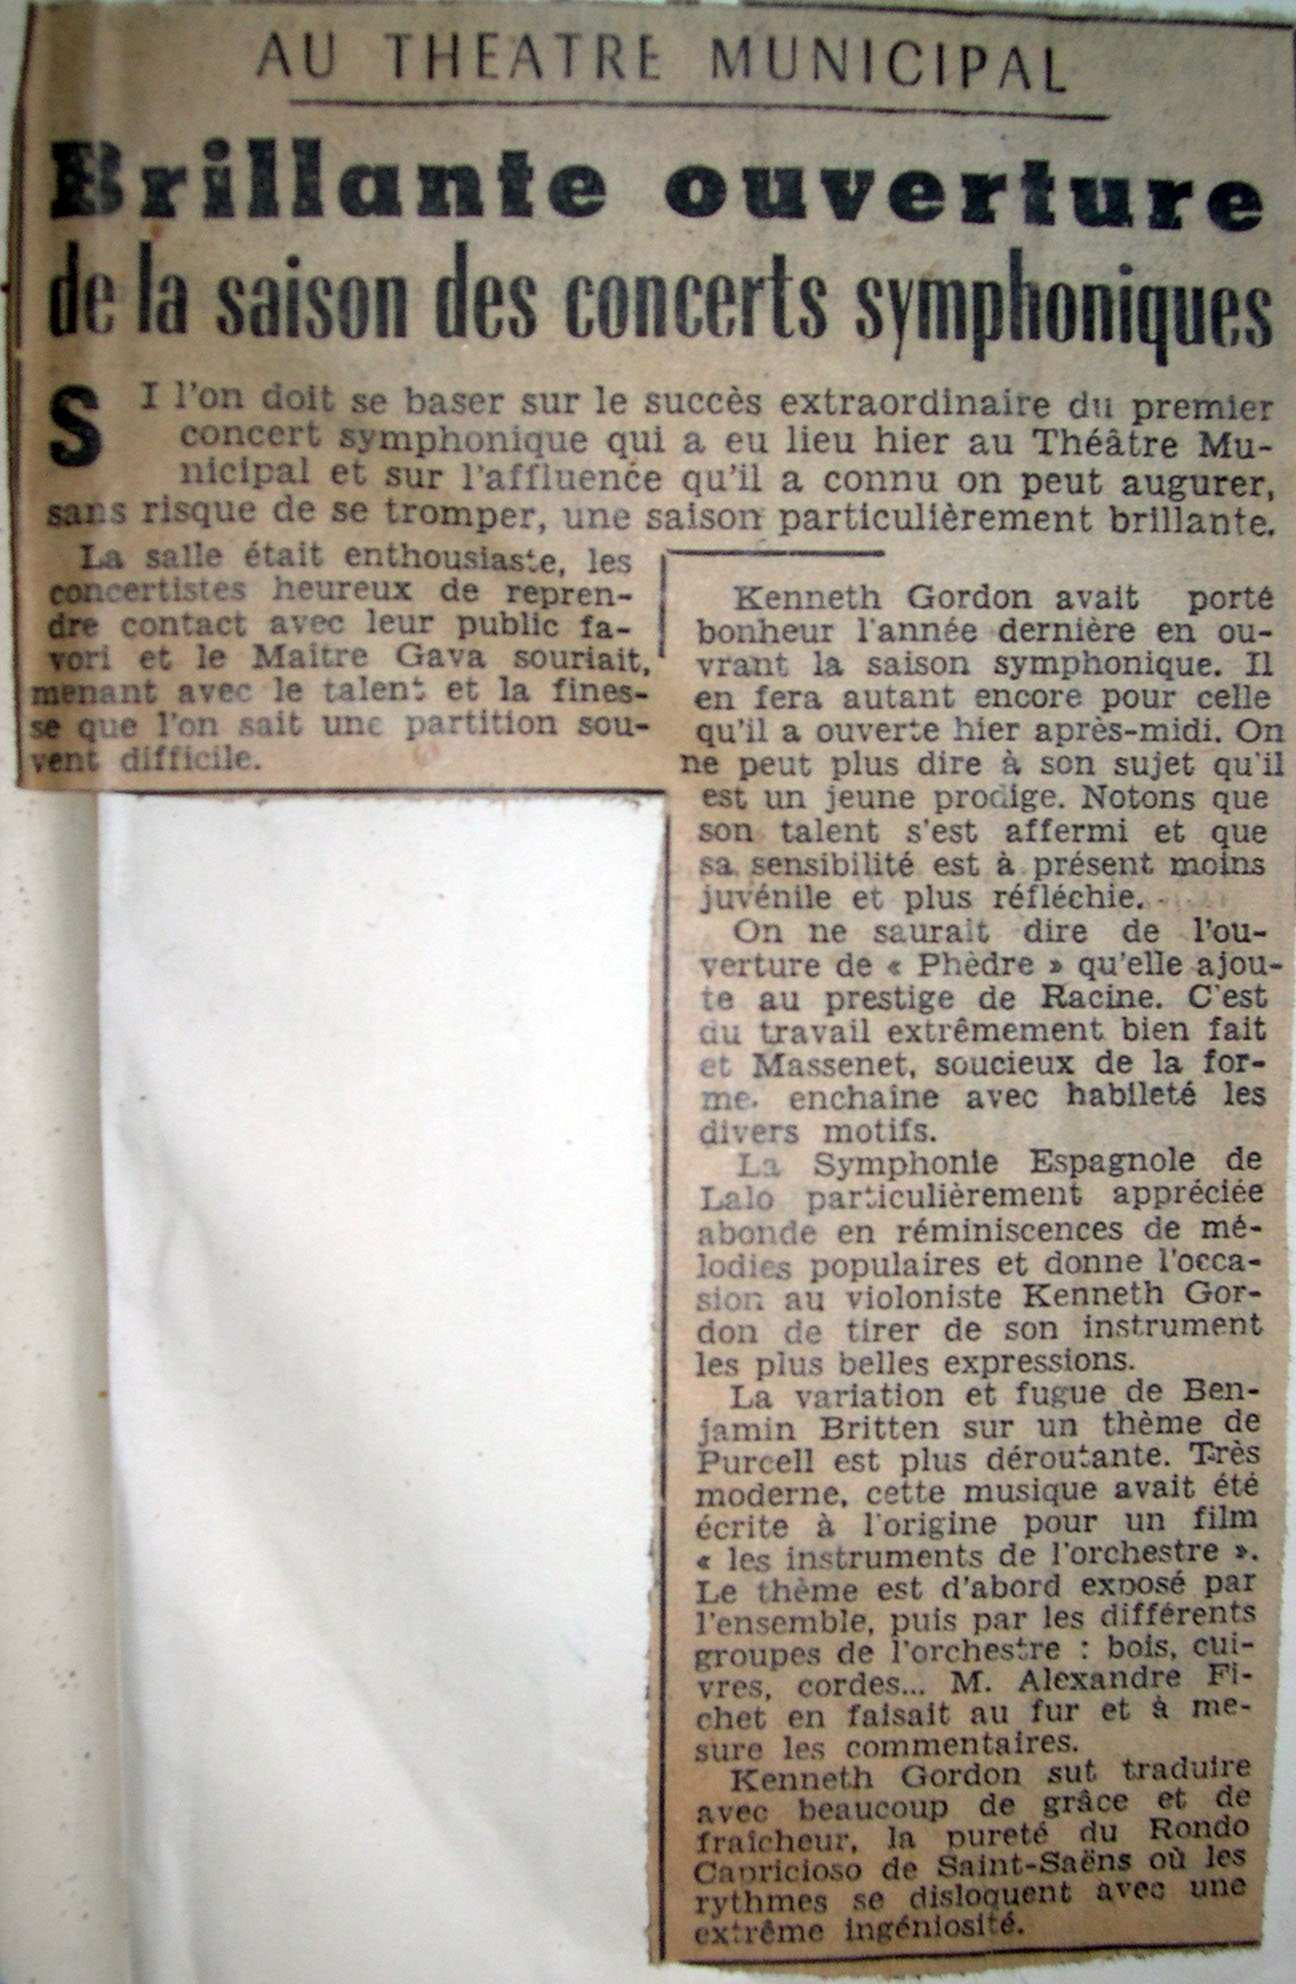 AU THEATRE MUNICIPAL
Brillante ouverture
de la saison des concerts symphoniques
SI l'on doit se baser sur le succès extraordinaire du premier
concert symphonique qui a eu lieu hier au Théâtre Mu-
nicipal et sur l'affluence qu'il a connu on peut augurer,
sans risque de se tromper, une saison particulièrement brillante.
La salle était enthousiaste, les
concertistes heureux de repren-
dre contact avec leur public fa-
vori et le Maitre Gava souriait,
menant avec le talent et la fines-
se que l'on sait une partition sou-
vent difficile.
Kenneth Gordon avait porté
bonheur l'année dernière en ou-
vrant la saison symphonique. Il
en fera autant encore pour celle
qu'il a ouverte hier après-midi. On
ne peut plus dire à son sujet qu'il
est un jeune prodige. Notons que
son talent s'est affermi et que
sa sensibilité est à présent moins
juvénile et plus réfléchie.
On ne saurait dire de l'ou-
verture de « Phèdre » qu'elle ajou-
te au prestige de Racine. C'est
du travail extrêmement bien fait
et Massenet, soucieux de la for-
me, enchaine avec habileté les
divers motifs.
La Symphonie Espagnole de
Lalo particulièrement appréciée
abonde en réminiscences de mé-
lodies populaires et donne l'occa-
sion au violoniste Kenneth Gor-
don de tirer de son instrument
les plus belles expressions.
La variation et fugue de Ben-
jamin Britten sur un thème de
Purcell est plus déroutante. Très
moderne, cette musique avait été
écrite à l'origine pour un film
« les instruments de l'orchestre ».
Le thème est d'abord exposé par
l'ensemble, puis par les différents
groupes de l'orchestre : bois, cui-
vres, cordes... M. Alexandre Fi-
chet en faisait au fur et à me-
sure les commentaires.
Kenneth Gordon sut traduire
avec beaucoup de grâce et de
fraîcheur, la pureté du Rondo
Capricioso de Saint-Saëns où les
rythmes se disloquent avec une
extrême ingéniosité.